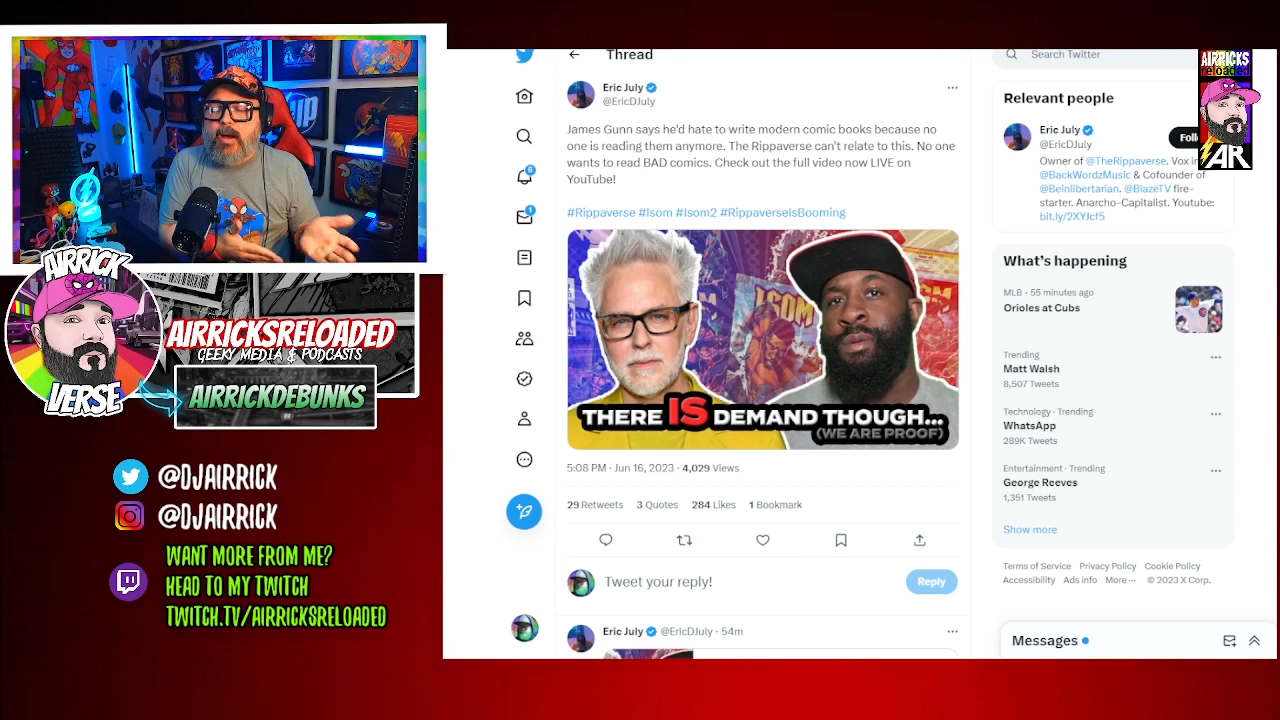 AIRRICK
VERSE
AIRRICKSRELOADED
GEEKY MEDIA & PODCASTS
AIRRICKDEBUNKS
@DJAIRRICK
@DJAIRRICK
WANT MORE FROM ME?
HEAD TO MY TWITCH
TWITCH.TV/AIRRICKSRELOADED
Thread
Eric July
@EricDJuly
James Gunn says he'd hate to write modern comic books because no
one is reading them anymore. The Rippaverse can't relate to this. No one
wants to read BAD comics. Check out the full video now LIVE on
YouTube!
#Rippaverse #Isom #Isom2 #RippaverseIsBooming
ISOM
THERE IS DEMAND THOUGH...
(WE ARE PROOF)
5:08 PM · Jun 16, 2023 · 4,029 Views
29 Retweets 3 Quotes 284 Likes 1 Bookmark
Tweet your reply!
Reply
Eric July @EricDJuly · 54m
6
1
Search Twitter
AIRRICKS
reloaded
AR
Relevant people
Eric July
@EricDJuly
Foll
Owner of @TheRippaverse. Vox in
@BackWordzMusic & Cofounder of
@Beinlibertarian. @BlazeTV fire-
starter. Anarcho-Capitalist. Youtube:
bit.ly/2XYJcf5
What's happening
MLB · 55 minutes ago
Orioles at Cubs
Trending
Matt Walsh
8,507 Tweets
Technology · Trending
WhatsApp
289K Tweets
Entertainment · Trending
George Reeves
1,351 Tweets
Show more
Terms of Service Privacy Policy Cookie Policy
Accessibility Ads info More ··· © 2023 X Corp.
Messages